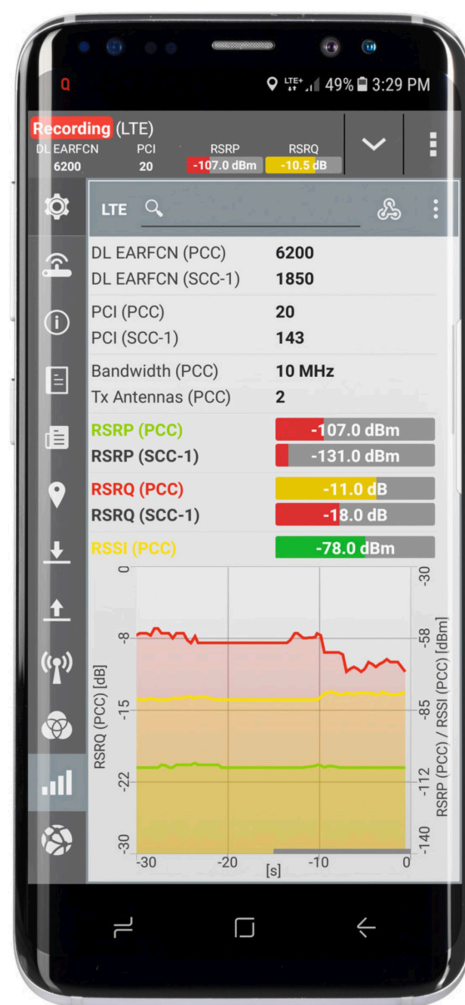 Q
LTE+ 49% 3:29 PM
Recording (LTE)
DL EARFCN PCI RSRP RSRQ
6200 20 -107.0 dBm -10.5 dB
LTE
DL EARFCN (PCC) 6200
DL EARFCN (SCC-1) 1850
PCI (PCC) 20
PCI (SCC-1) 143
Bandwidth (PCC) 10 MHz
Tx Antennas (PCC) 2
RSRP (PCC) -107.0 dBm
RSRP (SCC-1) -131.0 dBm
RSRQ (PCC) -11.0 dB
RSRQ (SCC-1) -18.0 dB
RSSI (PCC) -78.0 dBm
0 -30
-8 -58
-15 -85
-22 -112
-30 -140
RSRQ (PCC) [dB]
RSRP (PCC) / RSSI (PCC) [dBm]
-30 -20 -10 0
[s]